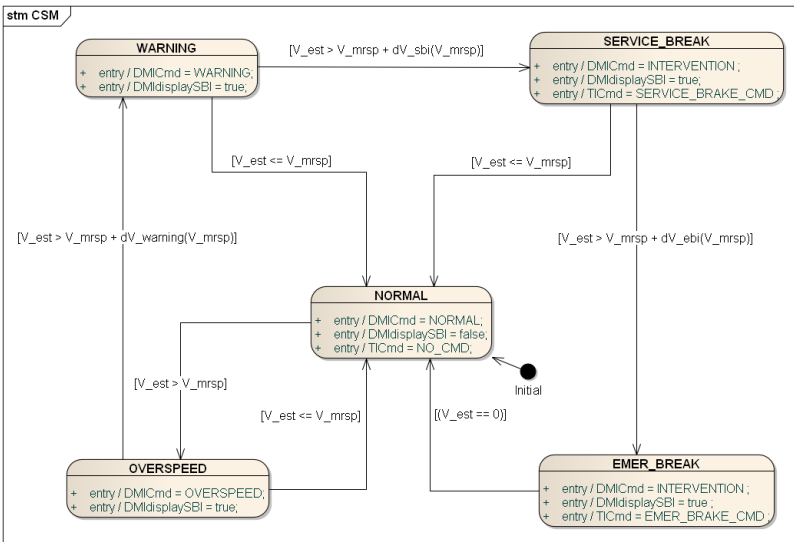 stm CSM
WARNING
+ entry / DMICmd = WARNING;
+ entry / DMIdisplaySBI = true;
[V_est > V_mrsp + dV_sbi(V_mrsp)]
SERVICE_BREAK
+ entry / DMICmd = INTERVENTION ;
+ entry / DMIdisplaySBI = true;
+ entry / TICmd = SERVICE_BRAKE_CMD ;
[V_est <= V_mrsp]
[V_est <= V_mrsp]
[V_est > V_mrsp + dV_warning(V_mrsp)]
[V_est > V_mrsp + dV_ebi(V_mrsp)]
NORMAL
+ entry / DMICmd = NORMAL;
+ entry / DMIdisplaySBI = false;
+ entry / TICmd = NO_CMD;
Initial
[V_est > V_mrsp]
[V_est <= V_mrsp]
[(V_est == 0)]
OVERSPEED
+ entry / DMICmd = OVERSPEED;
+ entry / DMIdisplaySBI = true;
EMER_BREAK
+ entry / DMICmd = INTERVENTION ;
+ entry / DMIdisplaySBI = true ;
+ entry / TICmd = EMER_BRAKE_CMD ;